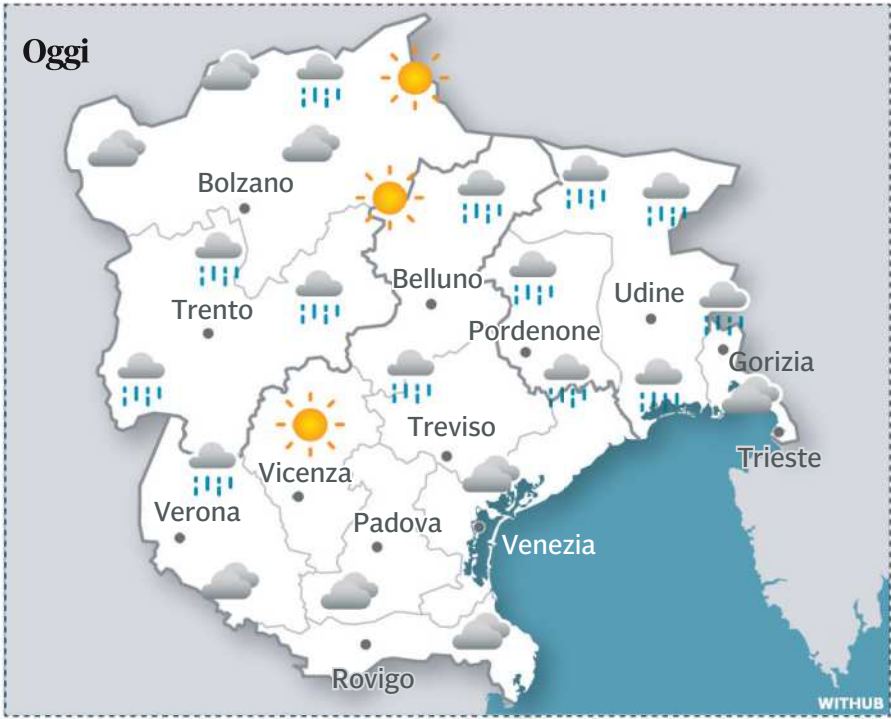 Oggi
Bolzano
Belluno
Trento
Udine
Pordenone
Gorizia
Treviso
Trieste
Vicenza
Verona
Padova
Venezia
Rovigo
WITHUB